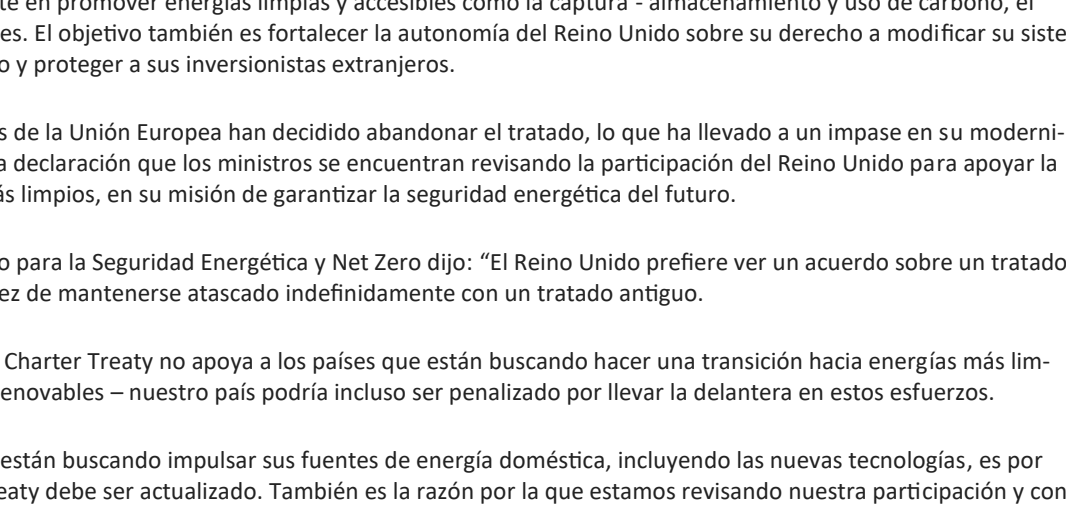 te en promover energías limpias y accesibles como la captura - almacenamiento y uso de carbono, el
es. El objetivo también es fortalecer la autonomía del Reino Unido sobre su derecho a modificar su siste
o y proteger a sus inversionistas extranjeros.
s de la Unión Europea han decidido abandonar el tratado, lo que ha llevado a un impase en su moderni-
a declaración que los ministros se encuentran revisando la participación del Reino Unido para apoyar la
ás limpios, en su misión de garantizar la seguridad energética del futuro.
o para la Seguridad Energética y Net Zero dijo: “El Reino Unido prefiere ver un acuerdo sobre un tratado
ez de mantenerse atascado indefinidamente con un tratado antiguo.
Charter Treaty no apoya a los países que están buscando hacer una transición hacia energías más lim-
enovables – nuestro país podría incluso ser penalizado por llevar la delantera en estos esfuerzos.
están buscando impulsar sus fuentes de energía doméstica, incluyendo las nuevas tecnologías, es por
eaty debe ser actualizado. También es la razón por la que estamos revisando nuestra participación y con